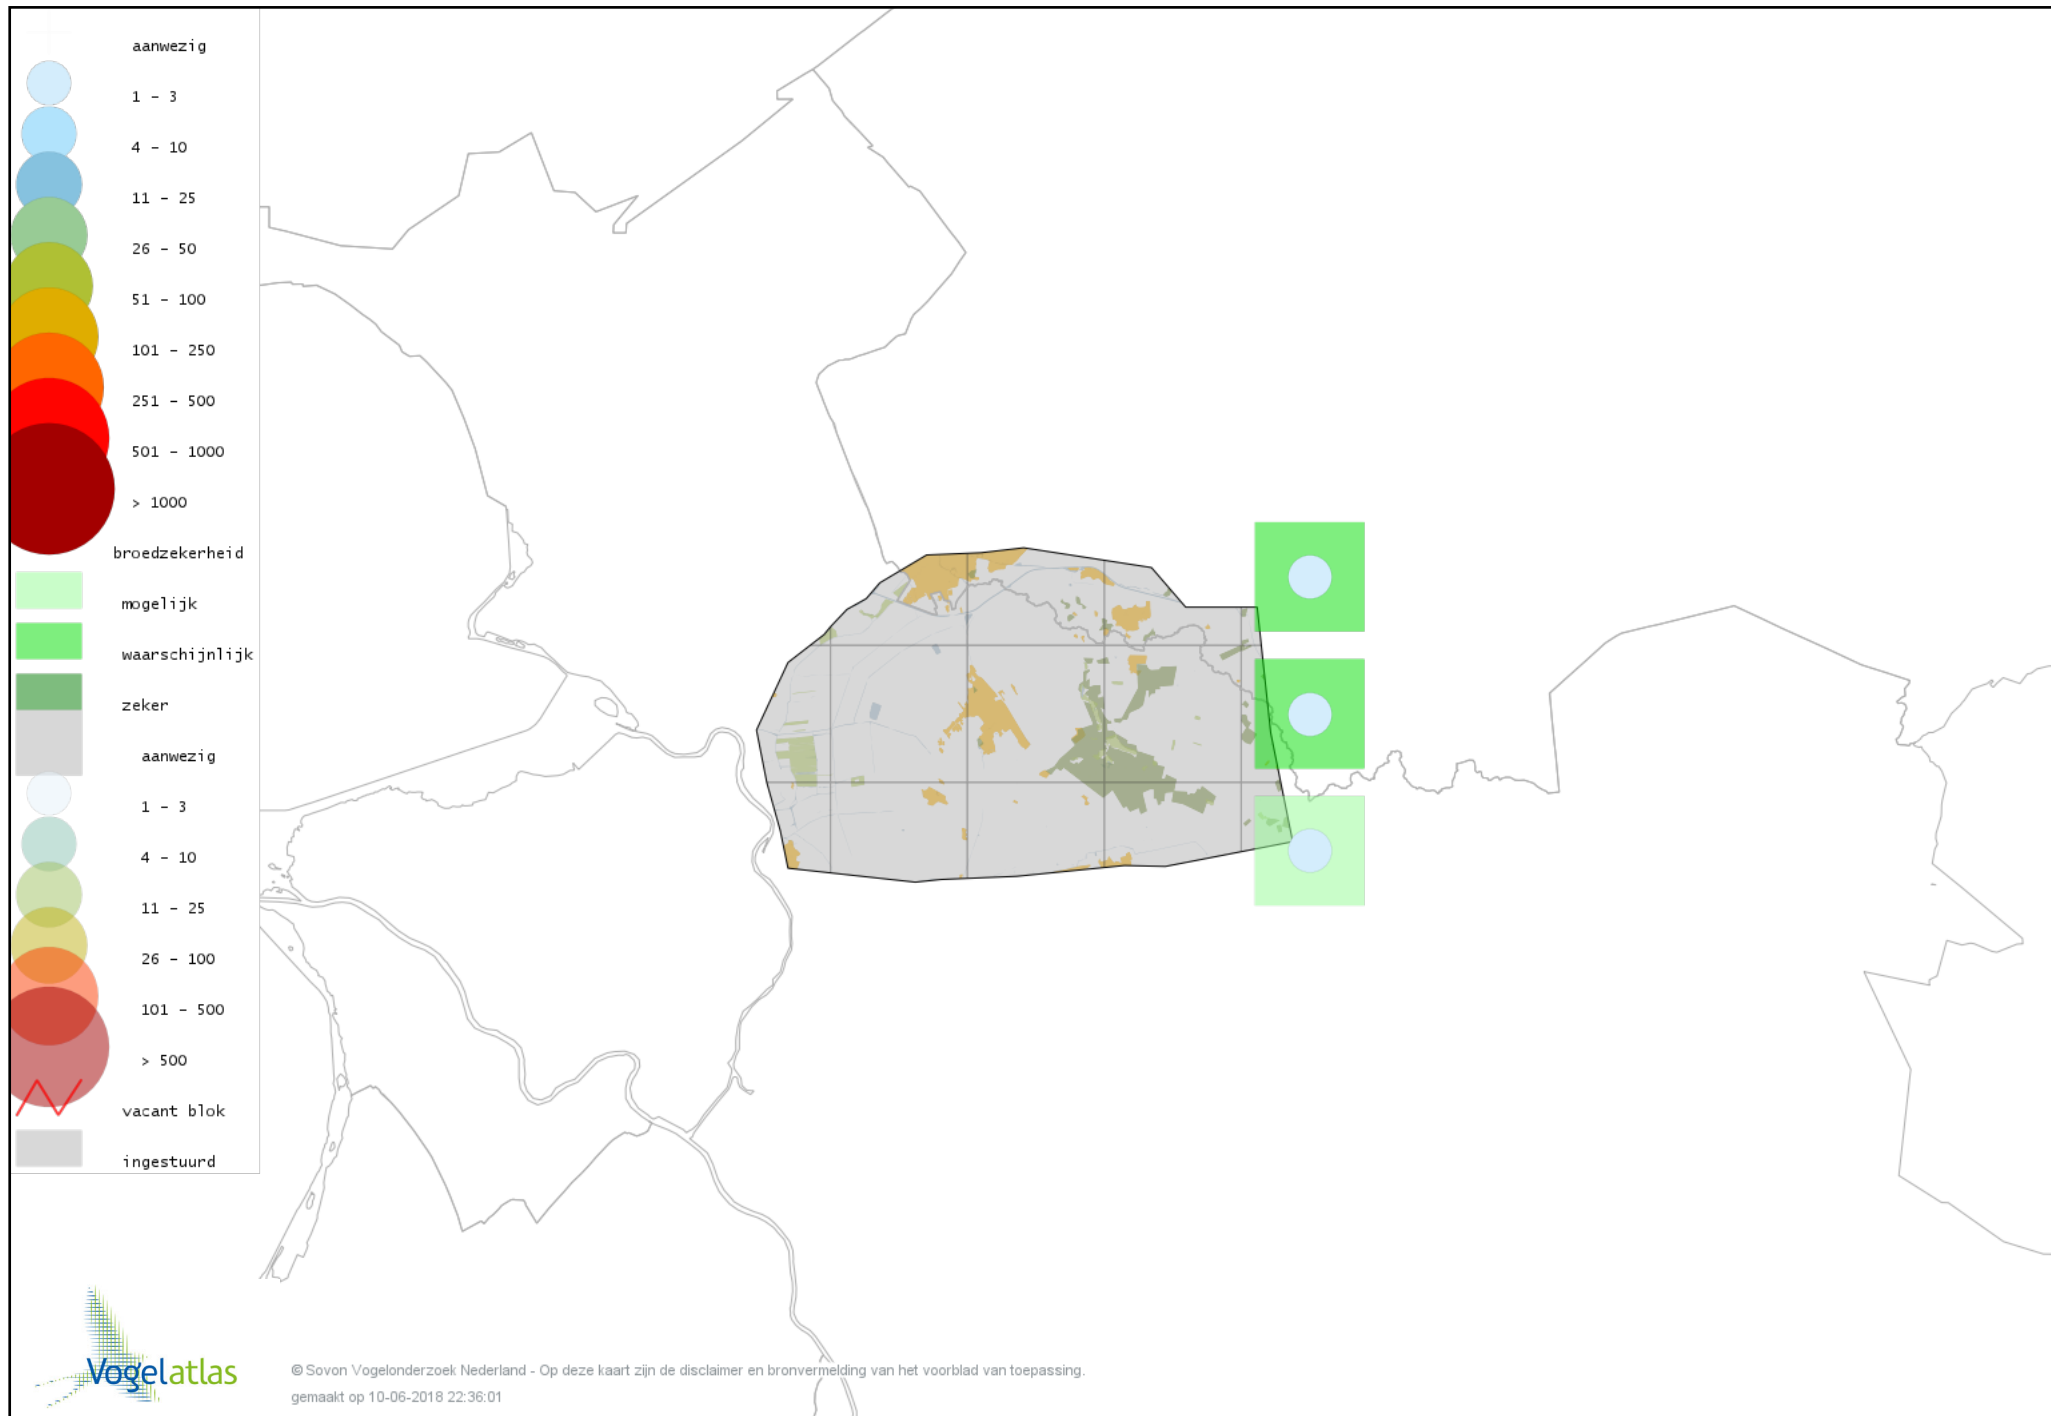 aanwezig
1 - 3
4 - 10
11 - 25
26 - 50
51 - 100
101 - 250
251 - 500
501 - 1000
> 1000
broedzekerheid
mogelijk
waarschijnlijk
zeker
aanwezig
1 - 3
4 - 10
11 - 25
26 - 100
101 - 500
> 500
vacant blok
ingestuurd
Vogelatlas
© Sovon Vogelonderzoek Nederland - Op deze kaart zijn de disclaimer en bronvermelding van het voorblad van toepassing.
gemaakt op 10-06-2018 22:36:01